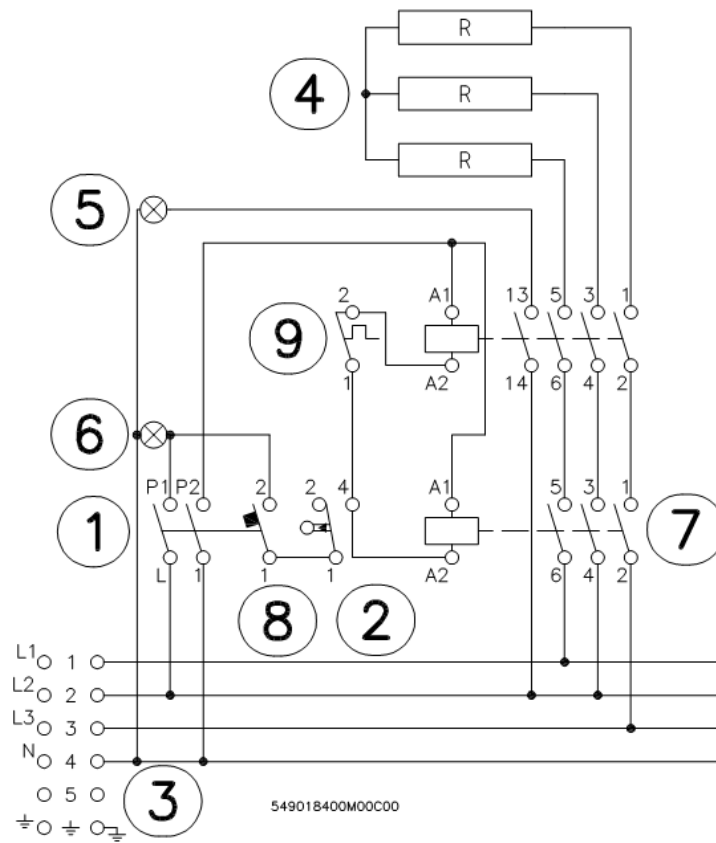 R
4 R
R
5
13 5 3 1
2 A1
9
1 A2 14 6 4 2
6
P1 P2 2 2 4 A1 5 3 1
1 7
L 1 1 1 A2 6 4 2
8 2
L1 1
L2 2
L3 3
N 4
5 3
549018400M00C00